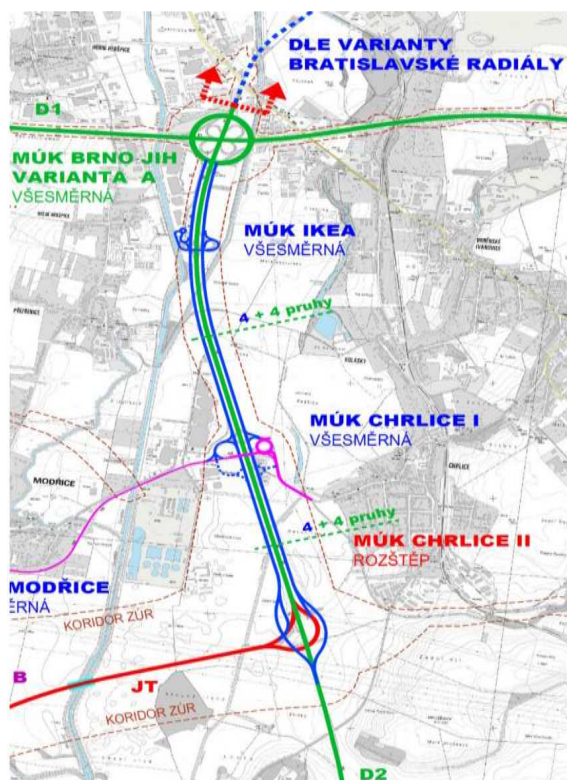 DLE VARIANTY
BRATISLAVSKÉ RADIÁLY
D1
MÚK BRNO JIH
VARIANTA A
VŠESMĚRNÁ
MÚK IKEA
VŠESMĚRNÁ
4 + 4 pruhy
MÚK CHRLICE I
VŠESMĚRNÁ
MODŘICE
CHRLICE
4 + 4 pruhy
MÚK CHRLICE II
ROZŠTĚP
MODŘICE
ĚRNÁ
KORIDOR ZÚR
B
JT
KORIDOR ZÚR
D2